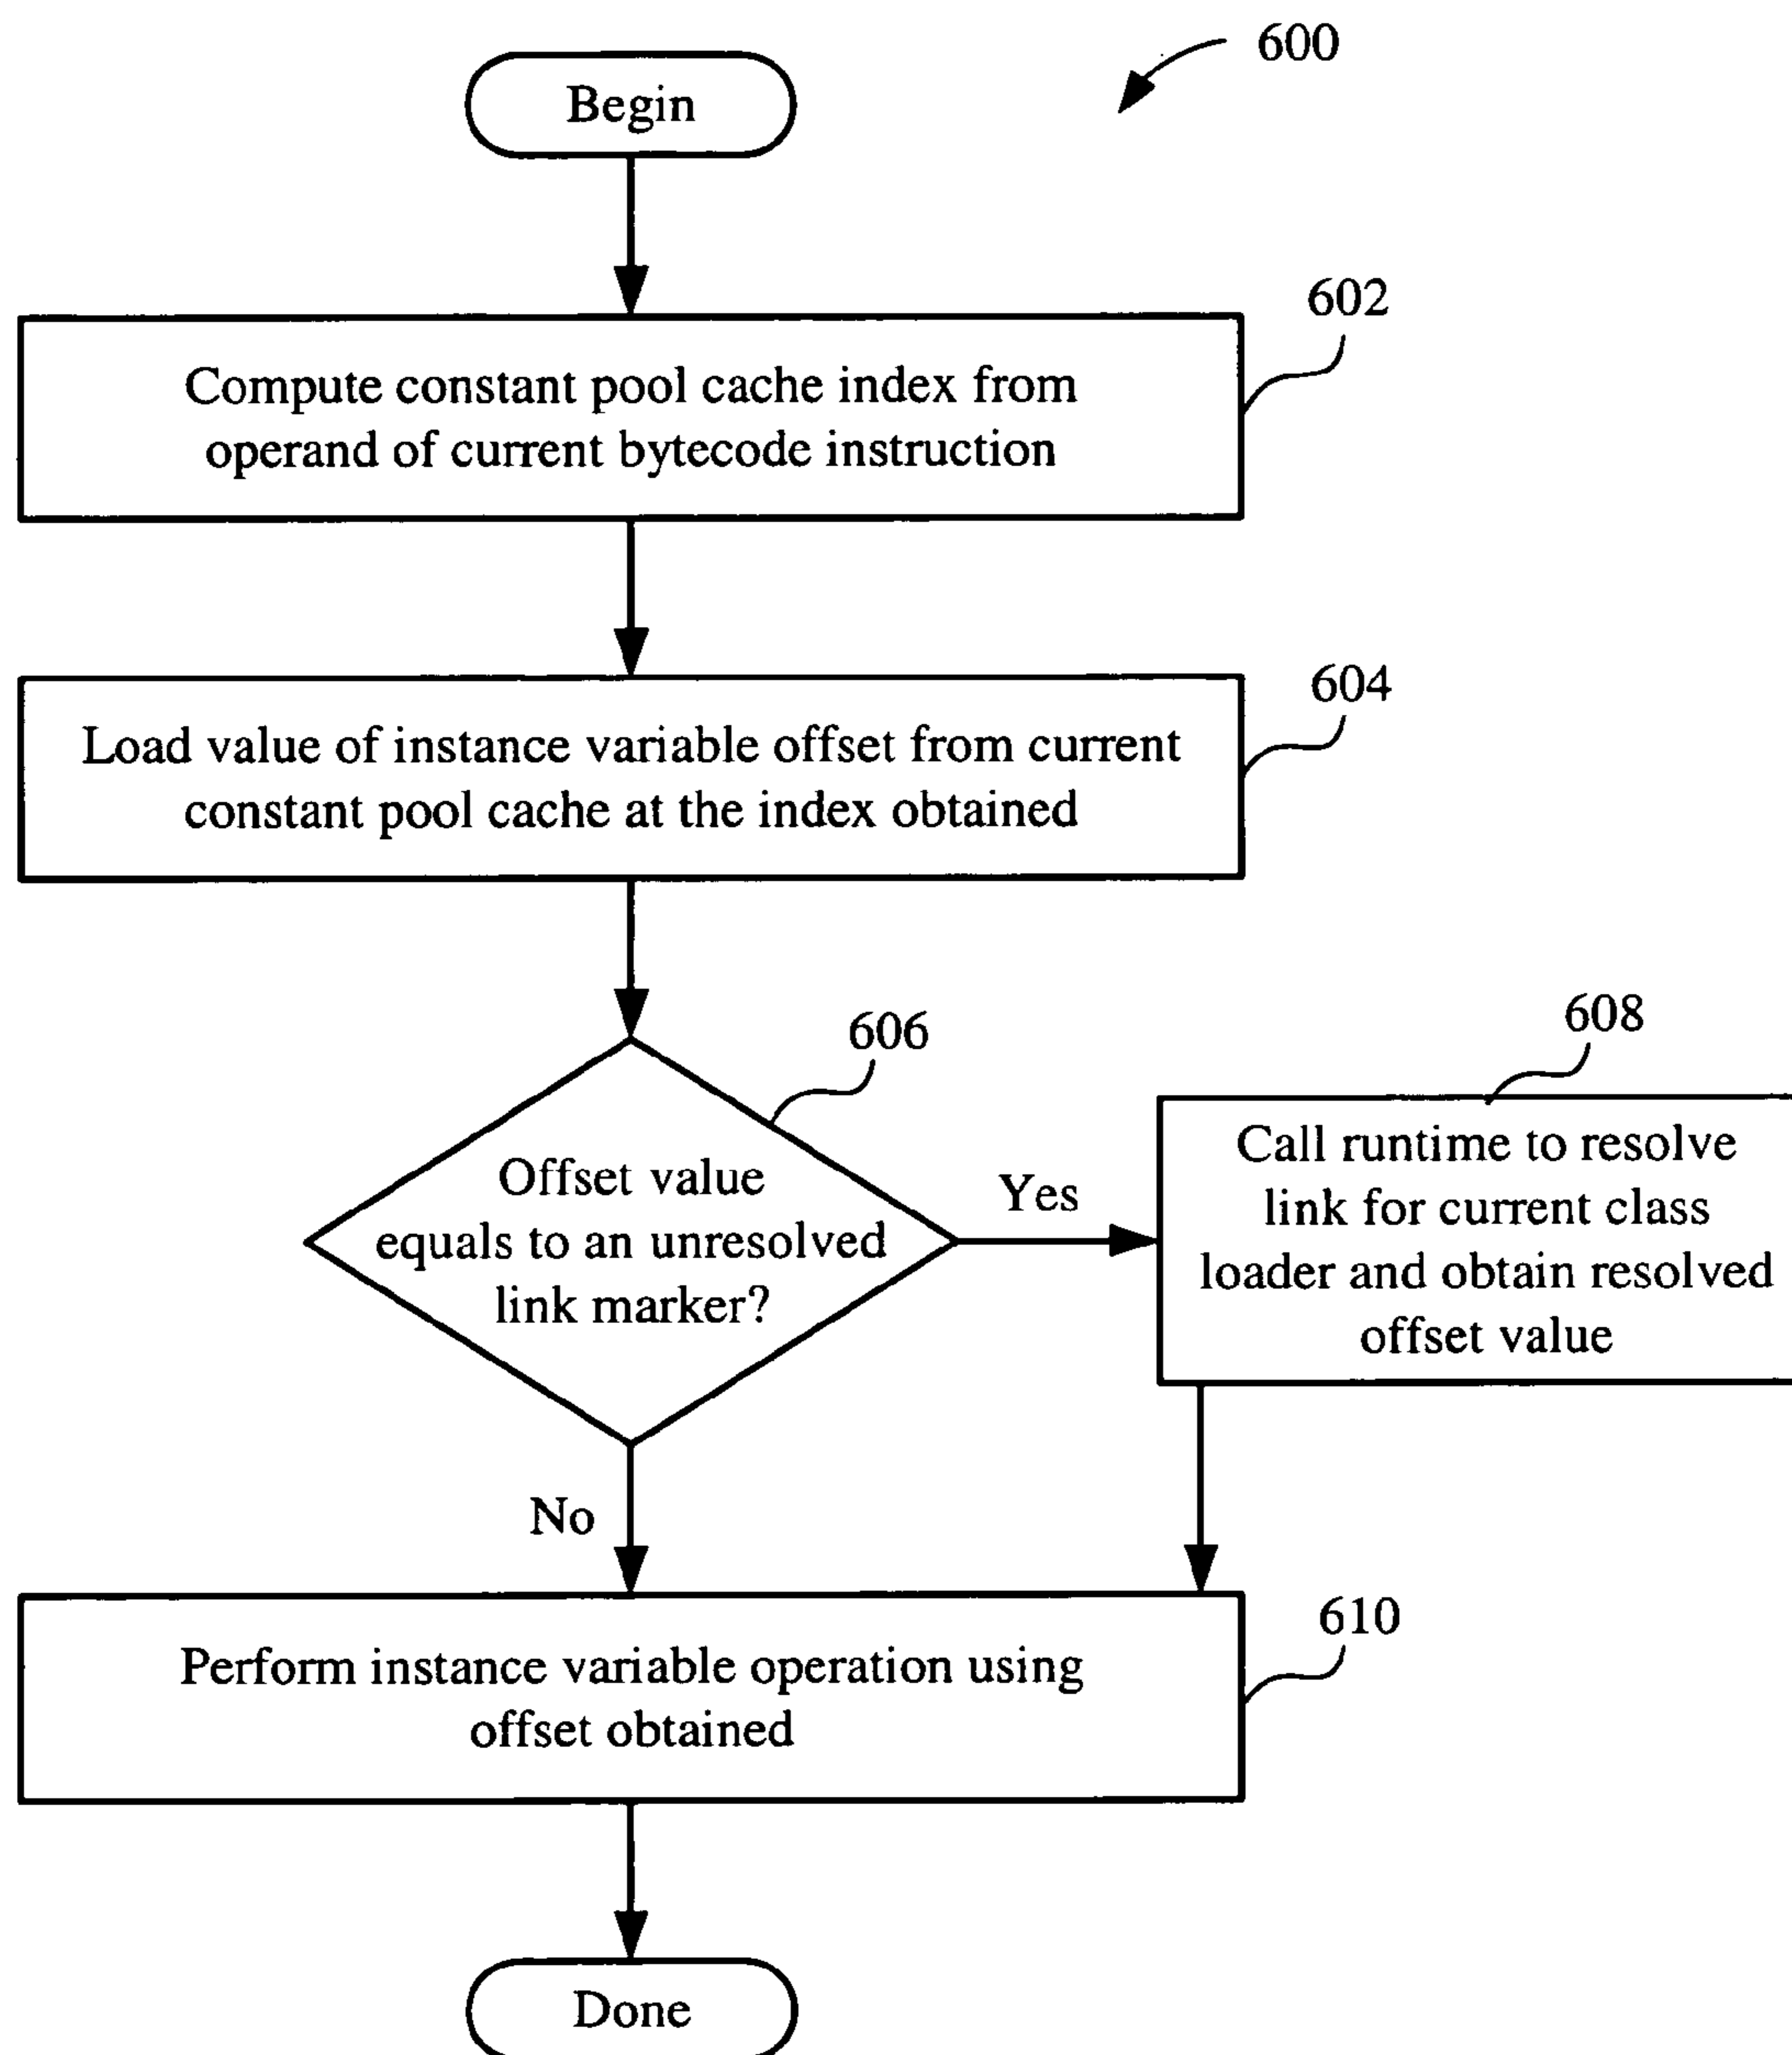 600
Begin
602
Compute constant pool cache index from
operand of current bytecode instruction
604
Load value of instance variable offset from current
constant pool cache at the index obtained
606
Offset value
equals to an unresolved
link marker?
Yes
608
Call runtime to resolve
link for current class
loader and obtain resolved
offset value
No
610
Perform instance variable operation using
offset obtained
Done